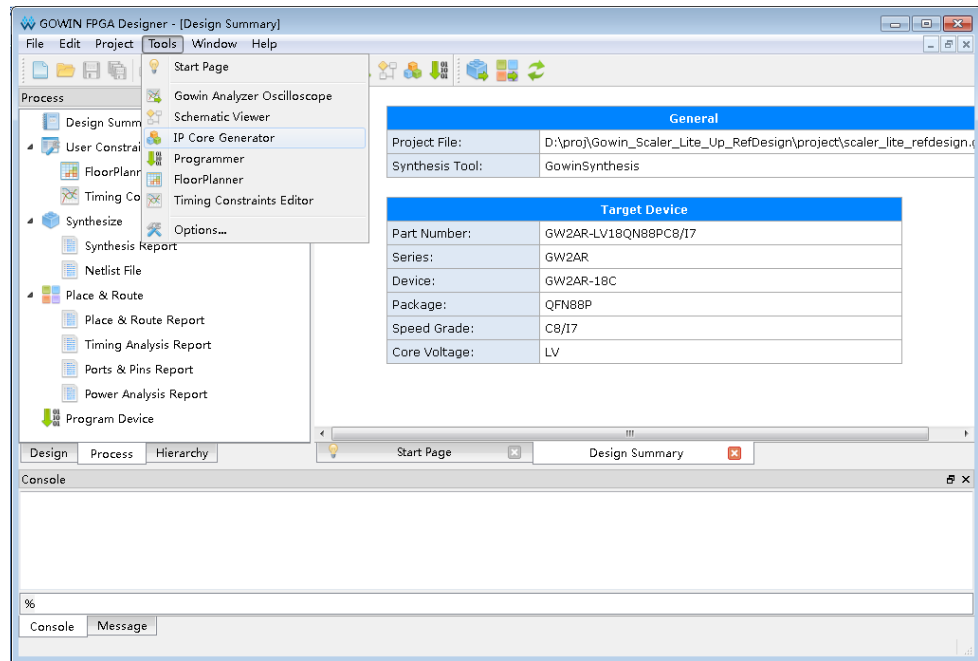 GOWIN FPGA Designer - [Design Summary]
File Edit Project Tools Window Help
Start Page
Gowin Analyzer Oscilloscope
Schematic Viewer
IP Core Generator
Programmer
FloorPlanner
Timing Constraints Editor
Options...
Process
Design Summ
User Constrai
FloorPlanr
Timing Co
Synthesize
Synthesis Report
Netlist File
Place & Route
Place & Route Report
Timing Analysis Report
Ports & Pins Report
Power Analysis Report
Program Device
Design Process Hierarchy
General
Project File: D:\proj\Gowin_Scaler_Lite_Up_RefDesign\project\scaler_lite_refdesign.
Synthesis Tool: GowinSynthesis
Target Device
Part Number: GW2AR-LV18QN88PC8/I7
Series: GW2AR
Device: GW2AR-18C
Package: QFN88P
Speed Grade: C8/I7
Core Voltage: LV
Start Page Design Summary
Console
%
Console Message